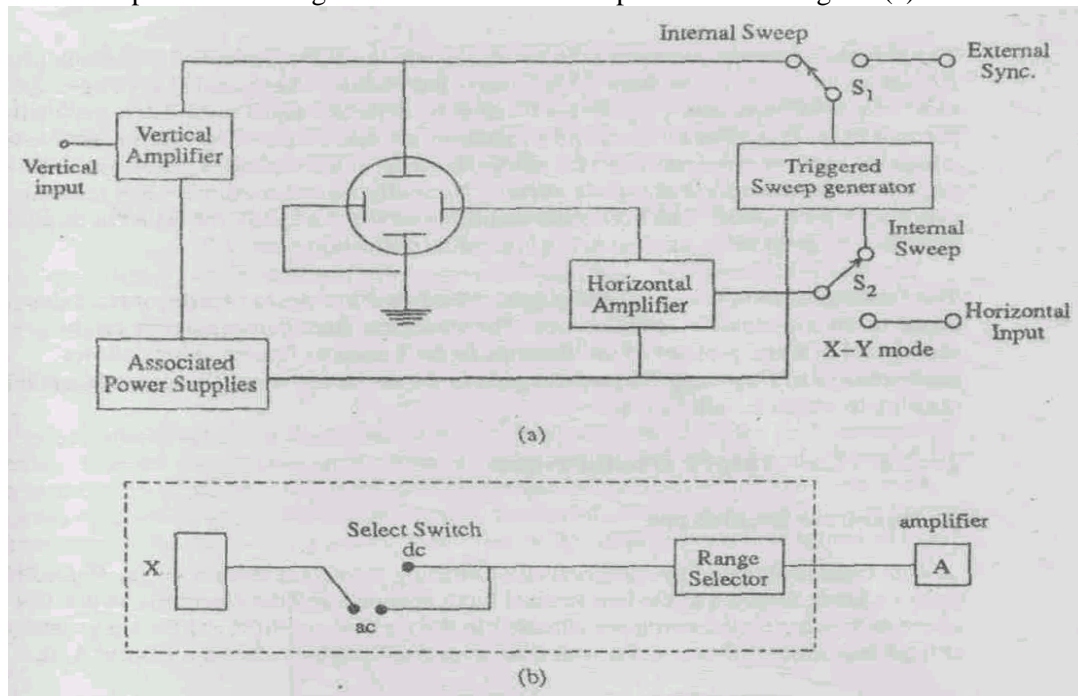 Internal Sweep
External
Sync.
S1
Vertical
Amplifier
Vertical
input
Triggered
Sweep generator
Internal
Sweep
S2
Horizontal
Amplifier
Horizontal
Input
X-Y mode
Associated
Power Supplies
(a)
Select Switch
dc
amplifier
X
Range
Selector
A
ac
(b)